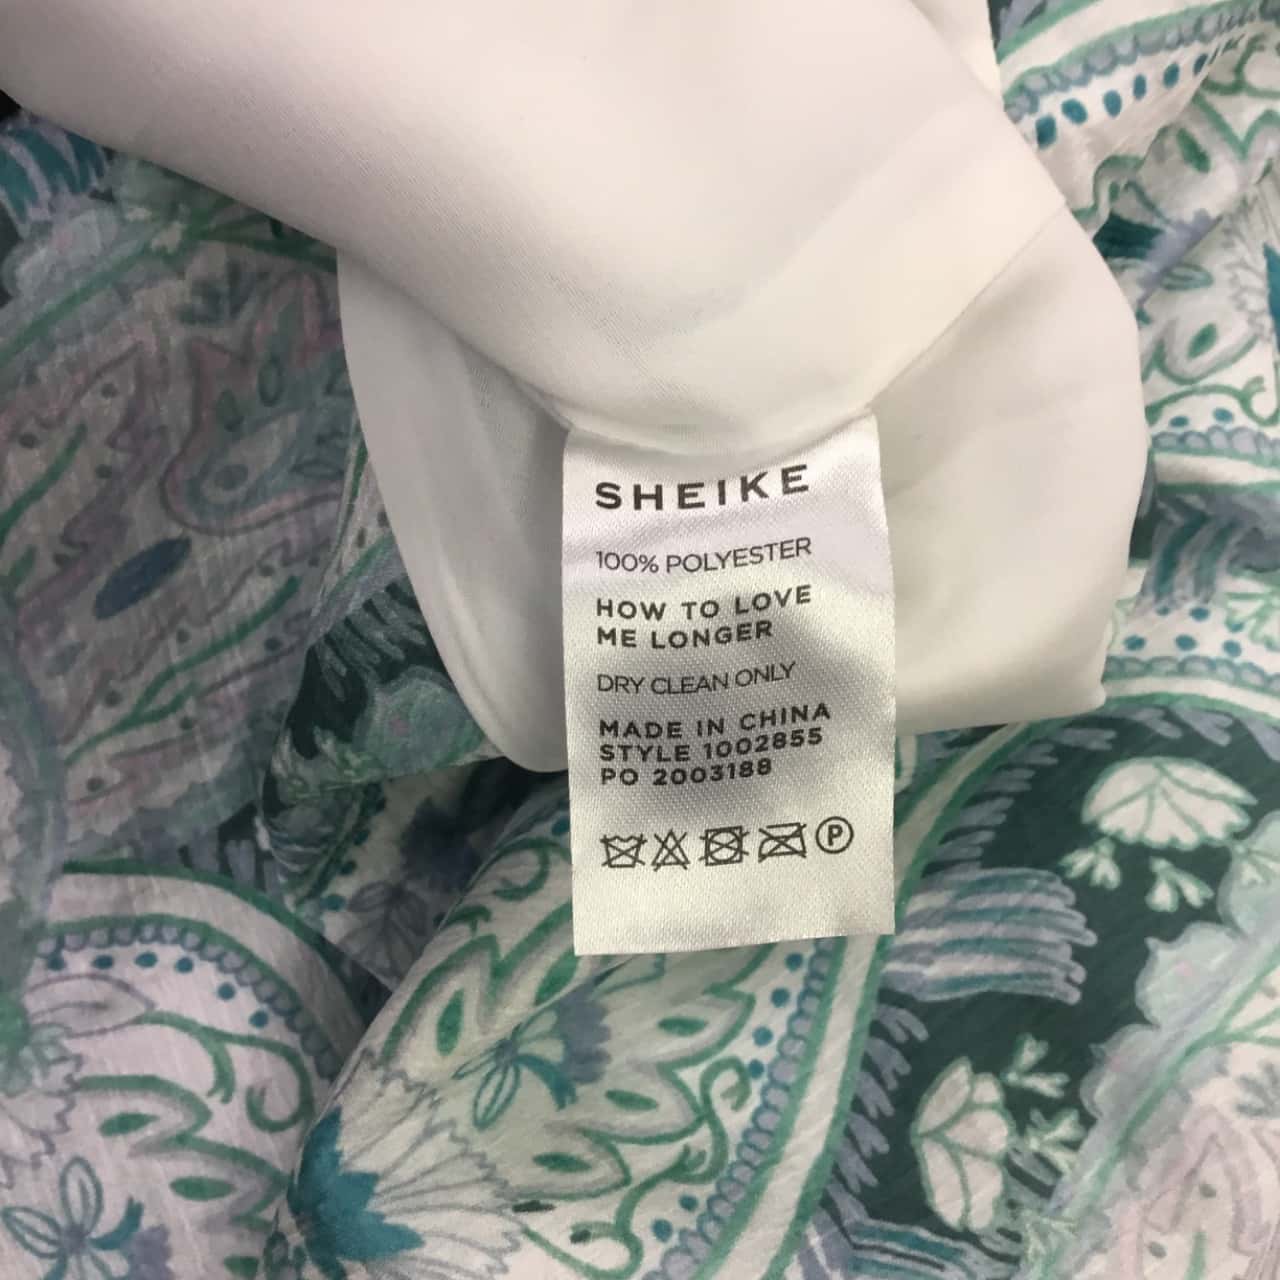 SHEIKE
100% POLYESTER
HOW TO LOVE
ME LONGER
DRY CLEAN ONLY
MADE IN CHINA
STYLE 1002855
PO 2003188
P